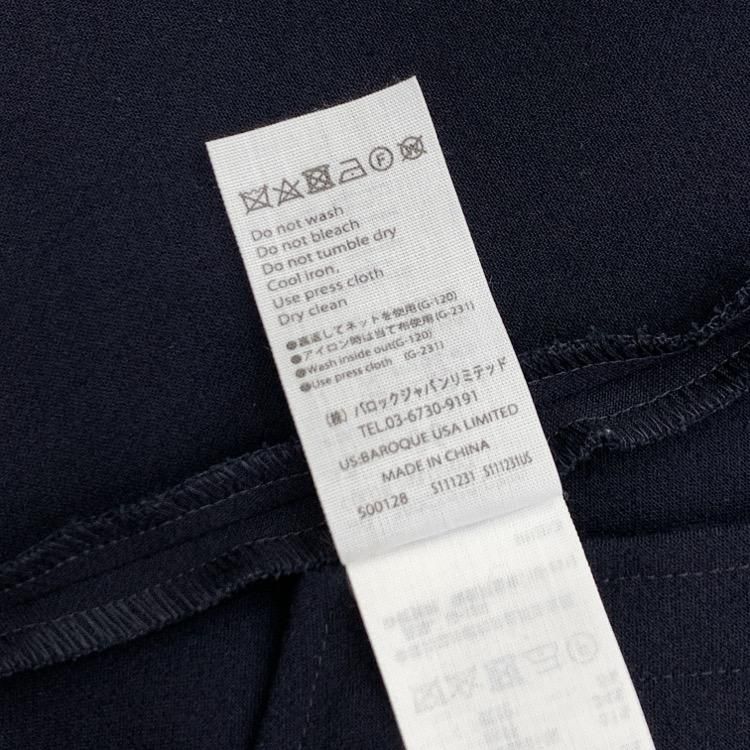 F W
Do not wash
Do not bleach
Do not tumble dry
Cool iron.
Use press cloth
Dry clean
●裏返してネットを使用(G-120)
●アイロン時は当て布使用(G-231)
●Wash inside out(G-120)
●Use press cloth (G-231)
(株) バロックジャパンリミテッド
TEL.03-6730-9191
US-BAROQUE USA LIMITED
MADE IN CHINA
500128 S111231 S111231US